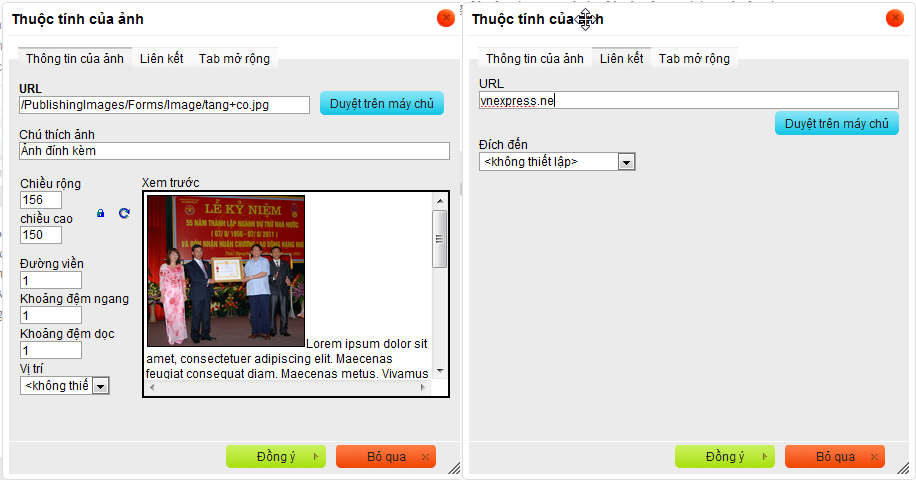 Thuộc tính của ảnh
Thông tin của ảnh
Liên kết
Tab mở rộng
URL
/PublishingImages/Forms/Image/tang+co.jpg
Duyệt trên máy chủ
Chú thích ảnh
Ảnh đính kèm
Chiều rộng
156
chiều cao
150
Đường viền
1
Khoảng đệm ngang
1
Khoảng đệm dọc
1
Vị trí
<không thiế
Xem trước
LỄ KỶ NIỆM
55 NĂM THÀNH LẬP NGÀNH DỰ TRỮ NHÀ NƯỚC
( 07/ 8/ 1956 - 07/ 8/ 2011 )
VÀ ĐÓN NHẬN HUÂN CHƯƠNG LAO ĐỘNG HẠNG NHÌ
Lorem ipsum dolor sit
amet, consectetuer adipiscing elit. Maecenas
feugiat consequat diam. Maecenas metus. Vivamus
Đồng ý
Bỏ qua
Thuộc tính của ảnh
Thông tin của ảnh
Liên kết
Tab mở rộng
URL
vnexpress.ne
Duyệt trên máy chủ
Đích đến
<không thiết lập>
Đồng ý
Bỏ qua